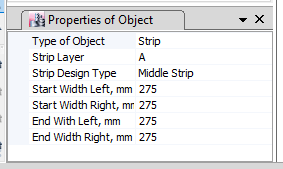 Properties of Object
Type of Object Strip
Strip Layer A
Strip Design Type Middle Strip
Start Width Left, mm 275
Start Width Right, mm 275
End With Left, mm 275
End Width Right, mm 275